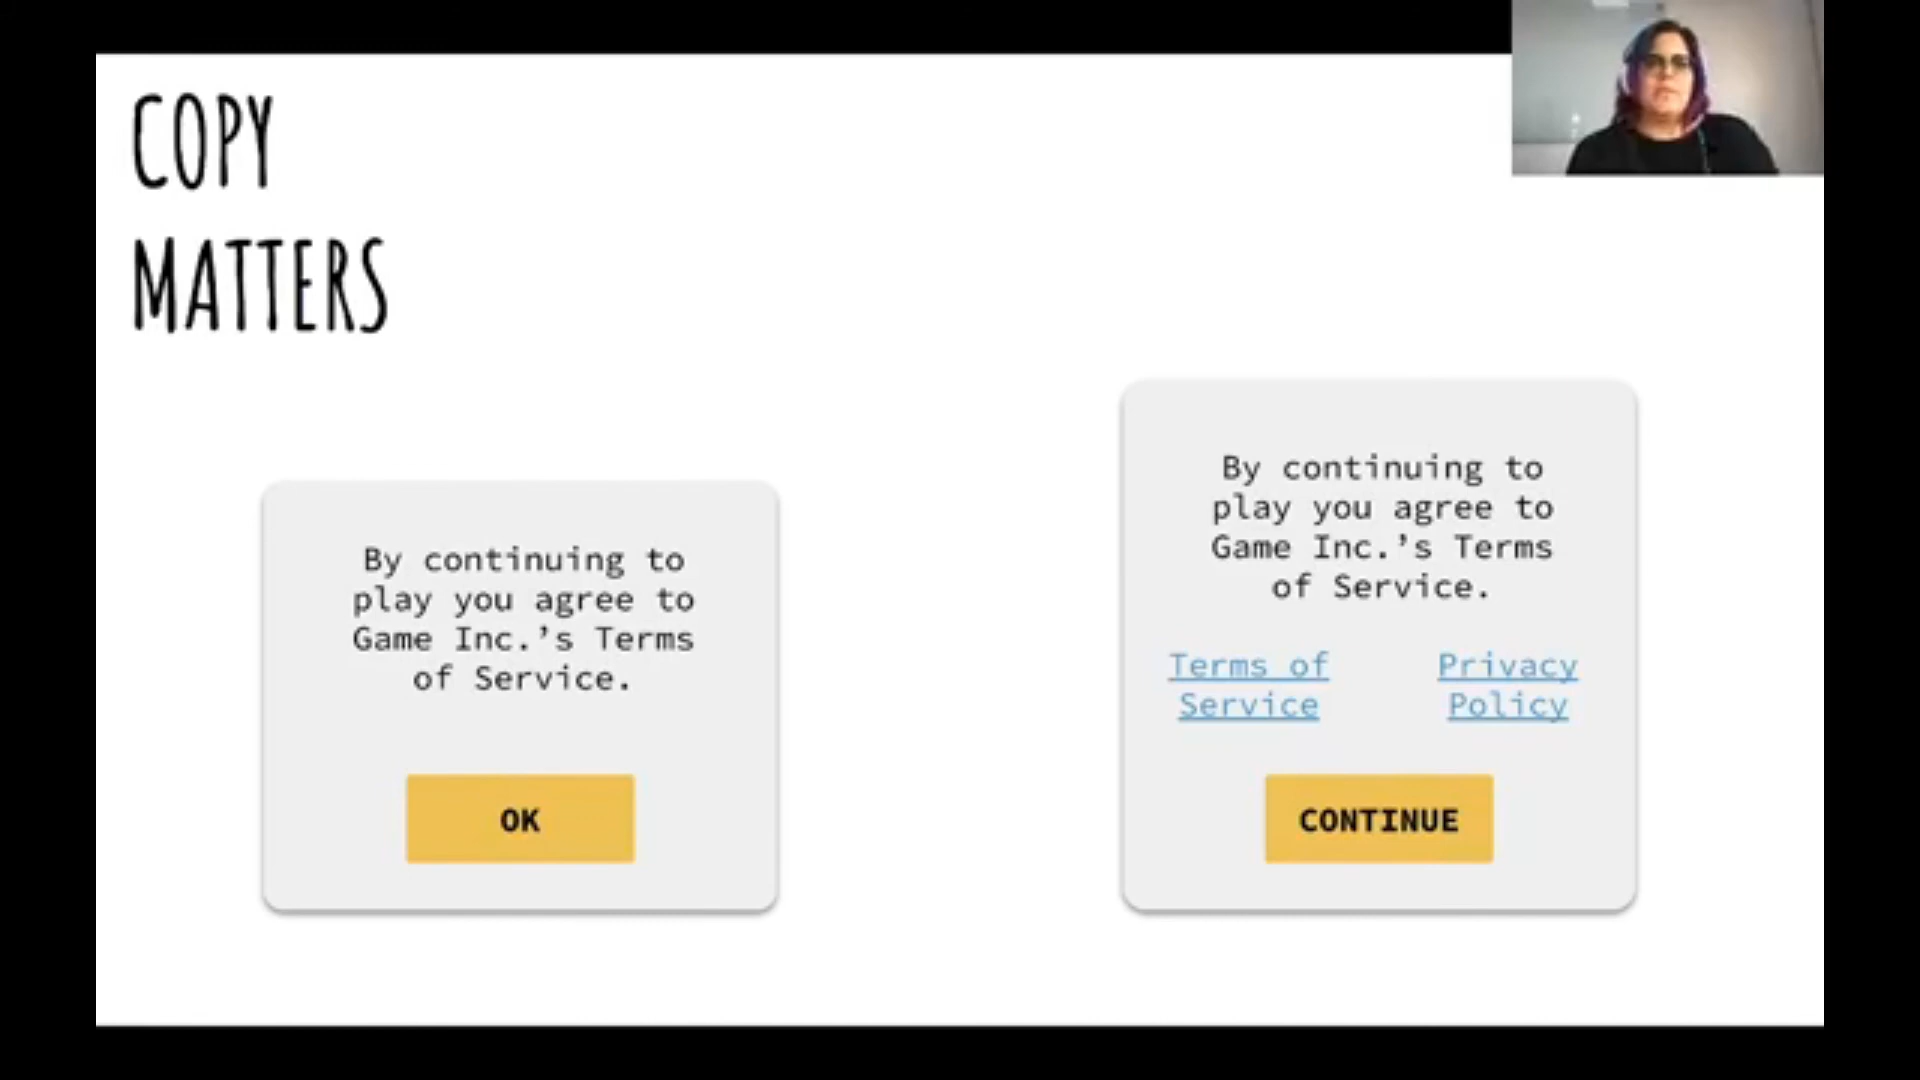 COPY
MATTERS
By continuing to
play you agree to
Game Inc.’s Terms
of Service.
OK
By continuing to
play you agree to
Game Inc.’s Terms
of Service.
Terms of
Service
Privacy
Policy
CONTINUE